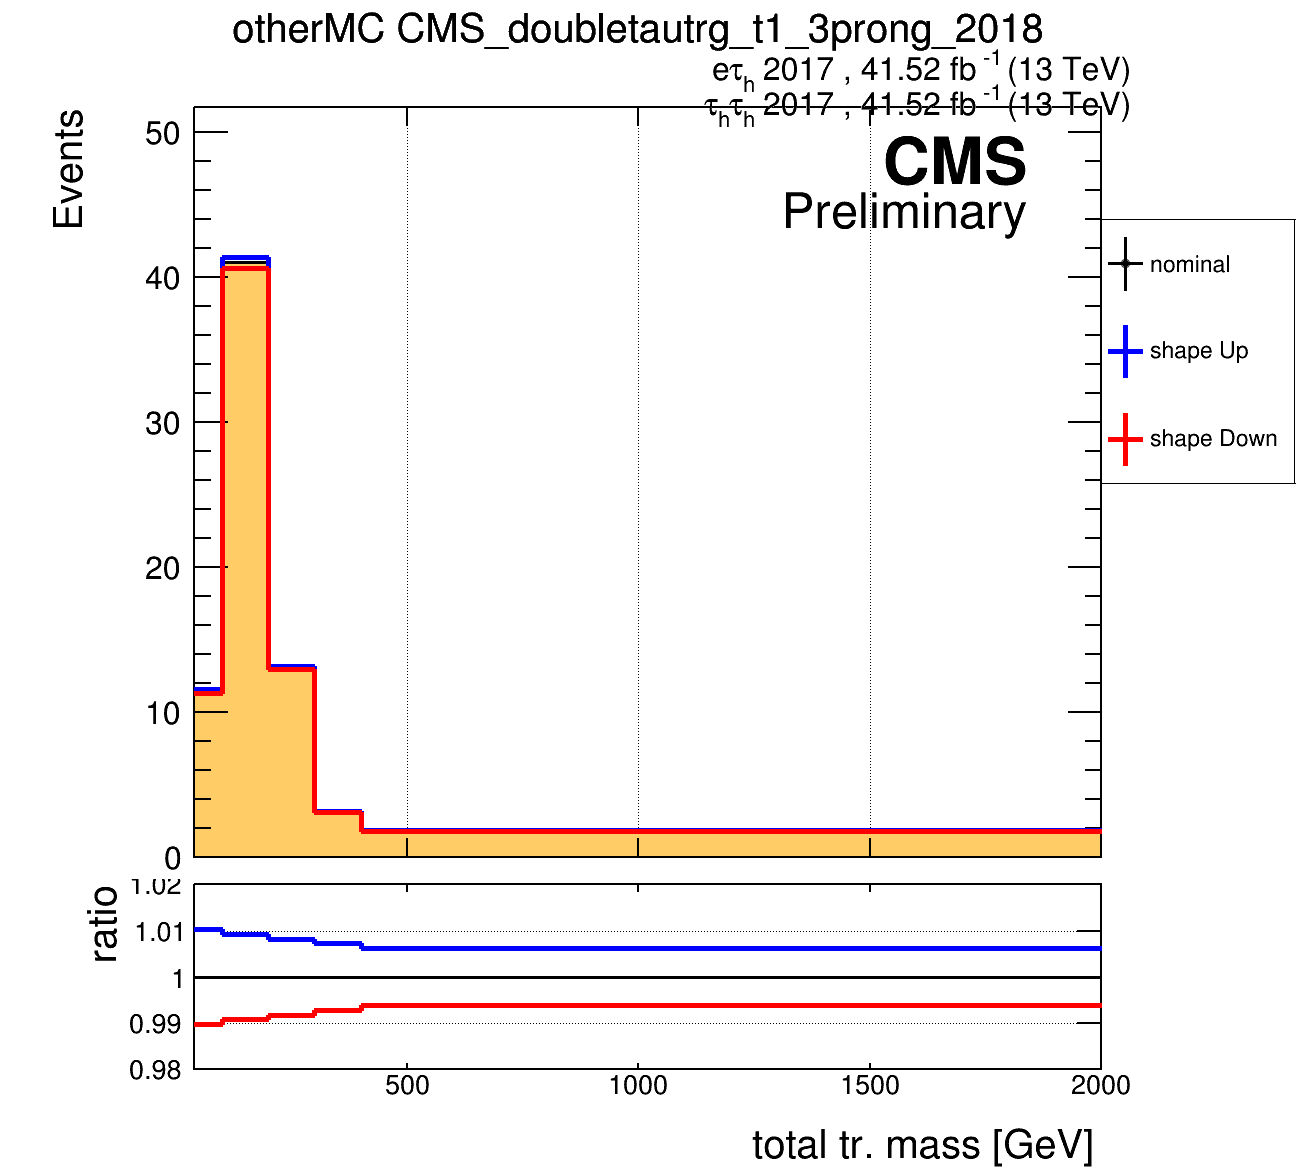 otherMC CMS_doubletautrg_t1_3prong_2018
eτh 2017 , 41.52 fb -1 (13 TeV)
τhτh 2017 , 41.52 fb -1 (13 TeV)
CMS
Preliminary
Events
50
40
30
20
10
0
nominal
shape Up
shape Down
ratio
1.02
1.01
1
0.99
0.98
500 1000 1500 2000
total tr. mass [GeV]